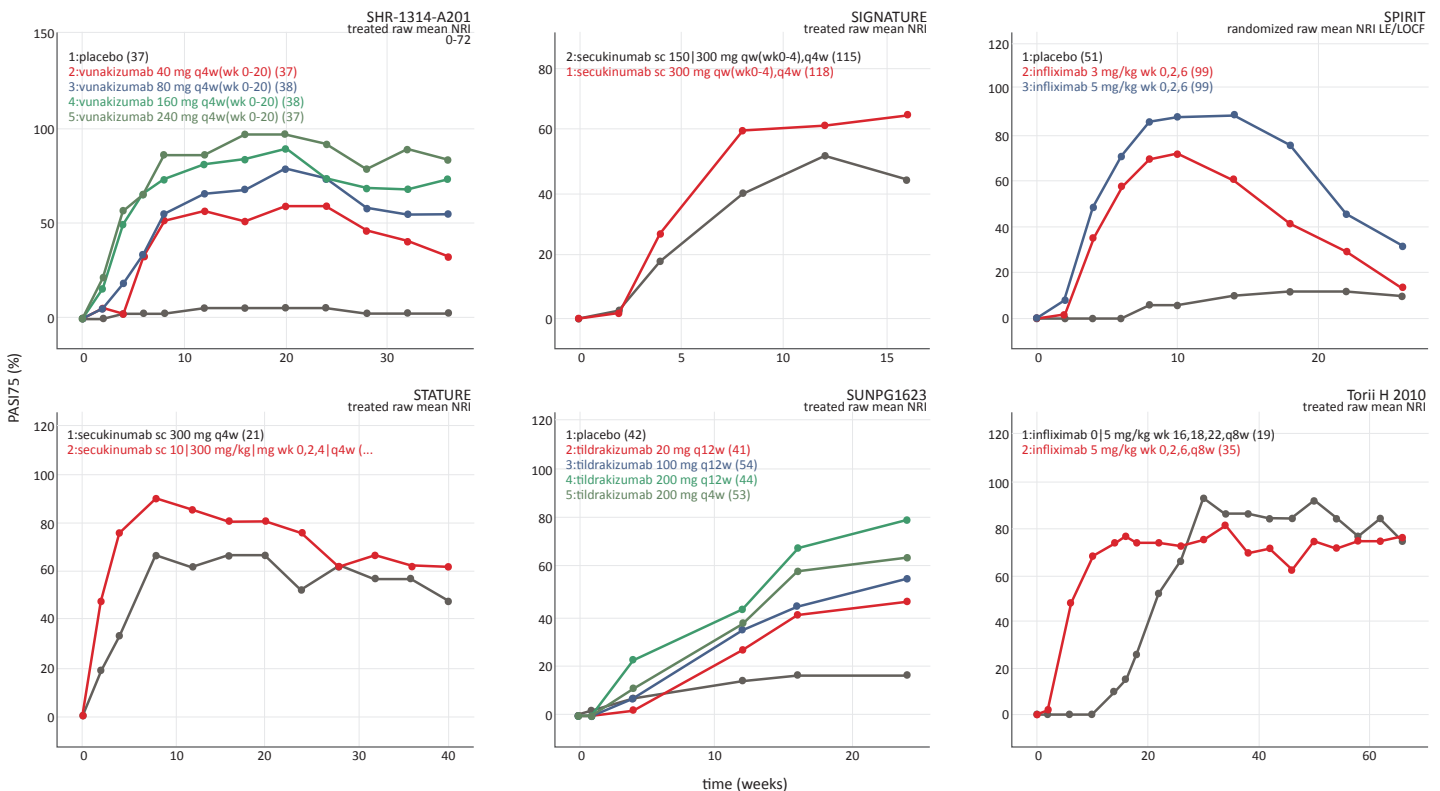 SHR-1314-A201
treated raw mean NRI
0-72
1:placebo (37)
2:vunakizumab 40 mg q4w(wk 0-20) (37)
3:vunakizumab 80 mg q4w(wk 0-20) (38)
4:vunakizumab 160 mg q4w(wk 0-20) (38)
5:vunakizumab 240 mg q4w(wk 0-20) (37)
150
100
50
0
0
10
20
30
SIGNATURE
treated raw mean NRI
2:secukinumab sc 150|300 mg qw(wk0-4),q4w (115)
1:secukinumab sc 300 mg qw(wk0-4),q4w (118)
80
60
40
20
0
0
5
10
15
SPIRIT
randomized raw mean NRI LE/LOCF
1:placebo (51)
2:infliximab 3 mg/kg wk 0,2,6 (99)
3:infliximab 5 mg/kg wk 0,2,6 (99)
120
100
80
60
40
20
0
0
10
20
PASI75 (%)
STATURE
treated raw mean NRI
1:secukinumab sc 300 mg q4w (21)
2:secukinumab sc 10|300 mg/kg|mg wk 0,2,4|q4w (...
120
100
80
60
40
20
0
0
10
20
30
40
SUNPG1623
treated raw mean NRI
1:placebo (42)
2:tildrakizumab 20 mg q12w (41)
3:tildrakizumab 100 mg q12w (54)
4:tildrakizumab 200 mg q12w (44)
5:tildrakizumab 200 mg q4w (53)
120
100
80
60
40
20
0
0
10
20
Torii H 2010
treated raw mean NRI
1:infliximab 0|5 mg/kg wk 16,18,22,q8w (19)
2:infliximab 5 mg/kg wk 0,2,6,q8w (35)
120
100
80
60
40
20
0
0
20
40
60
time (weeks)